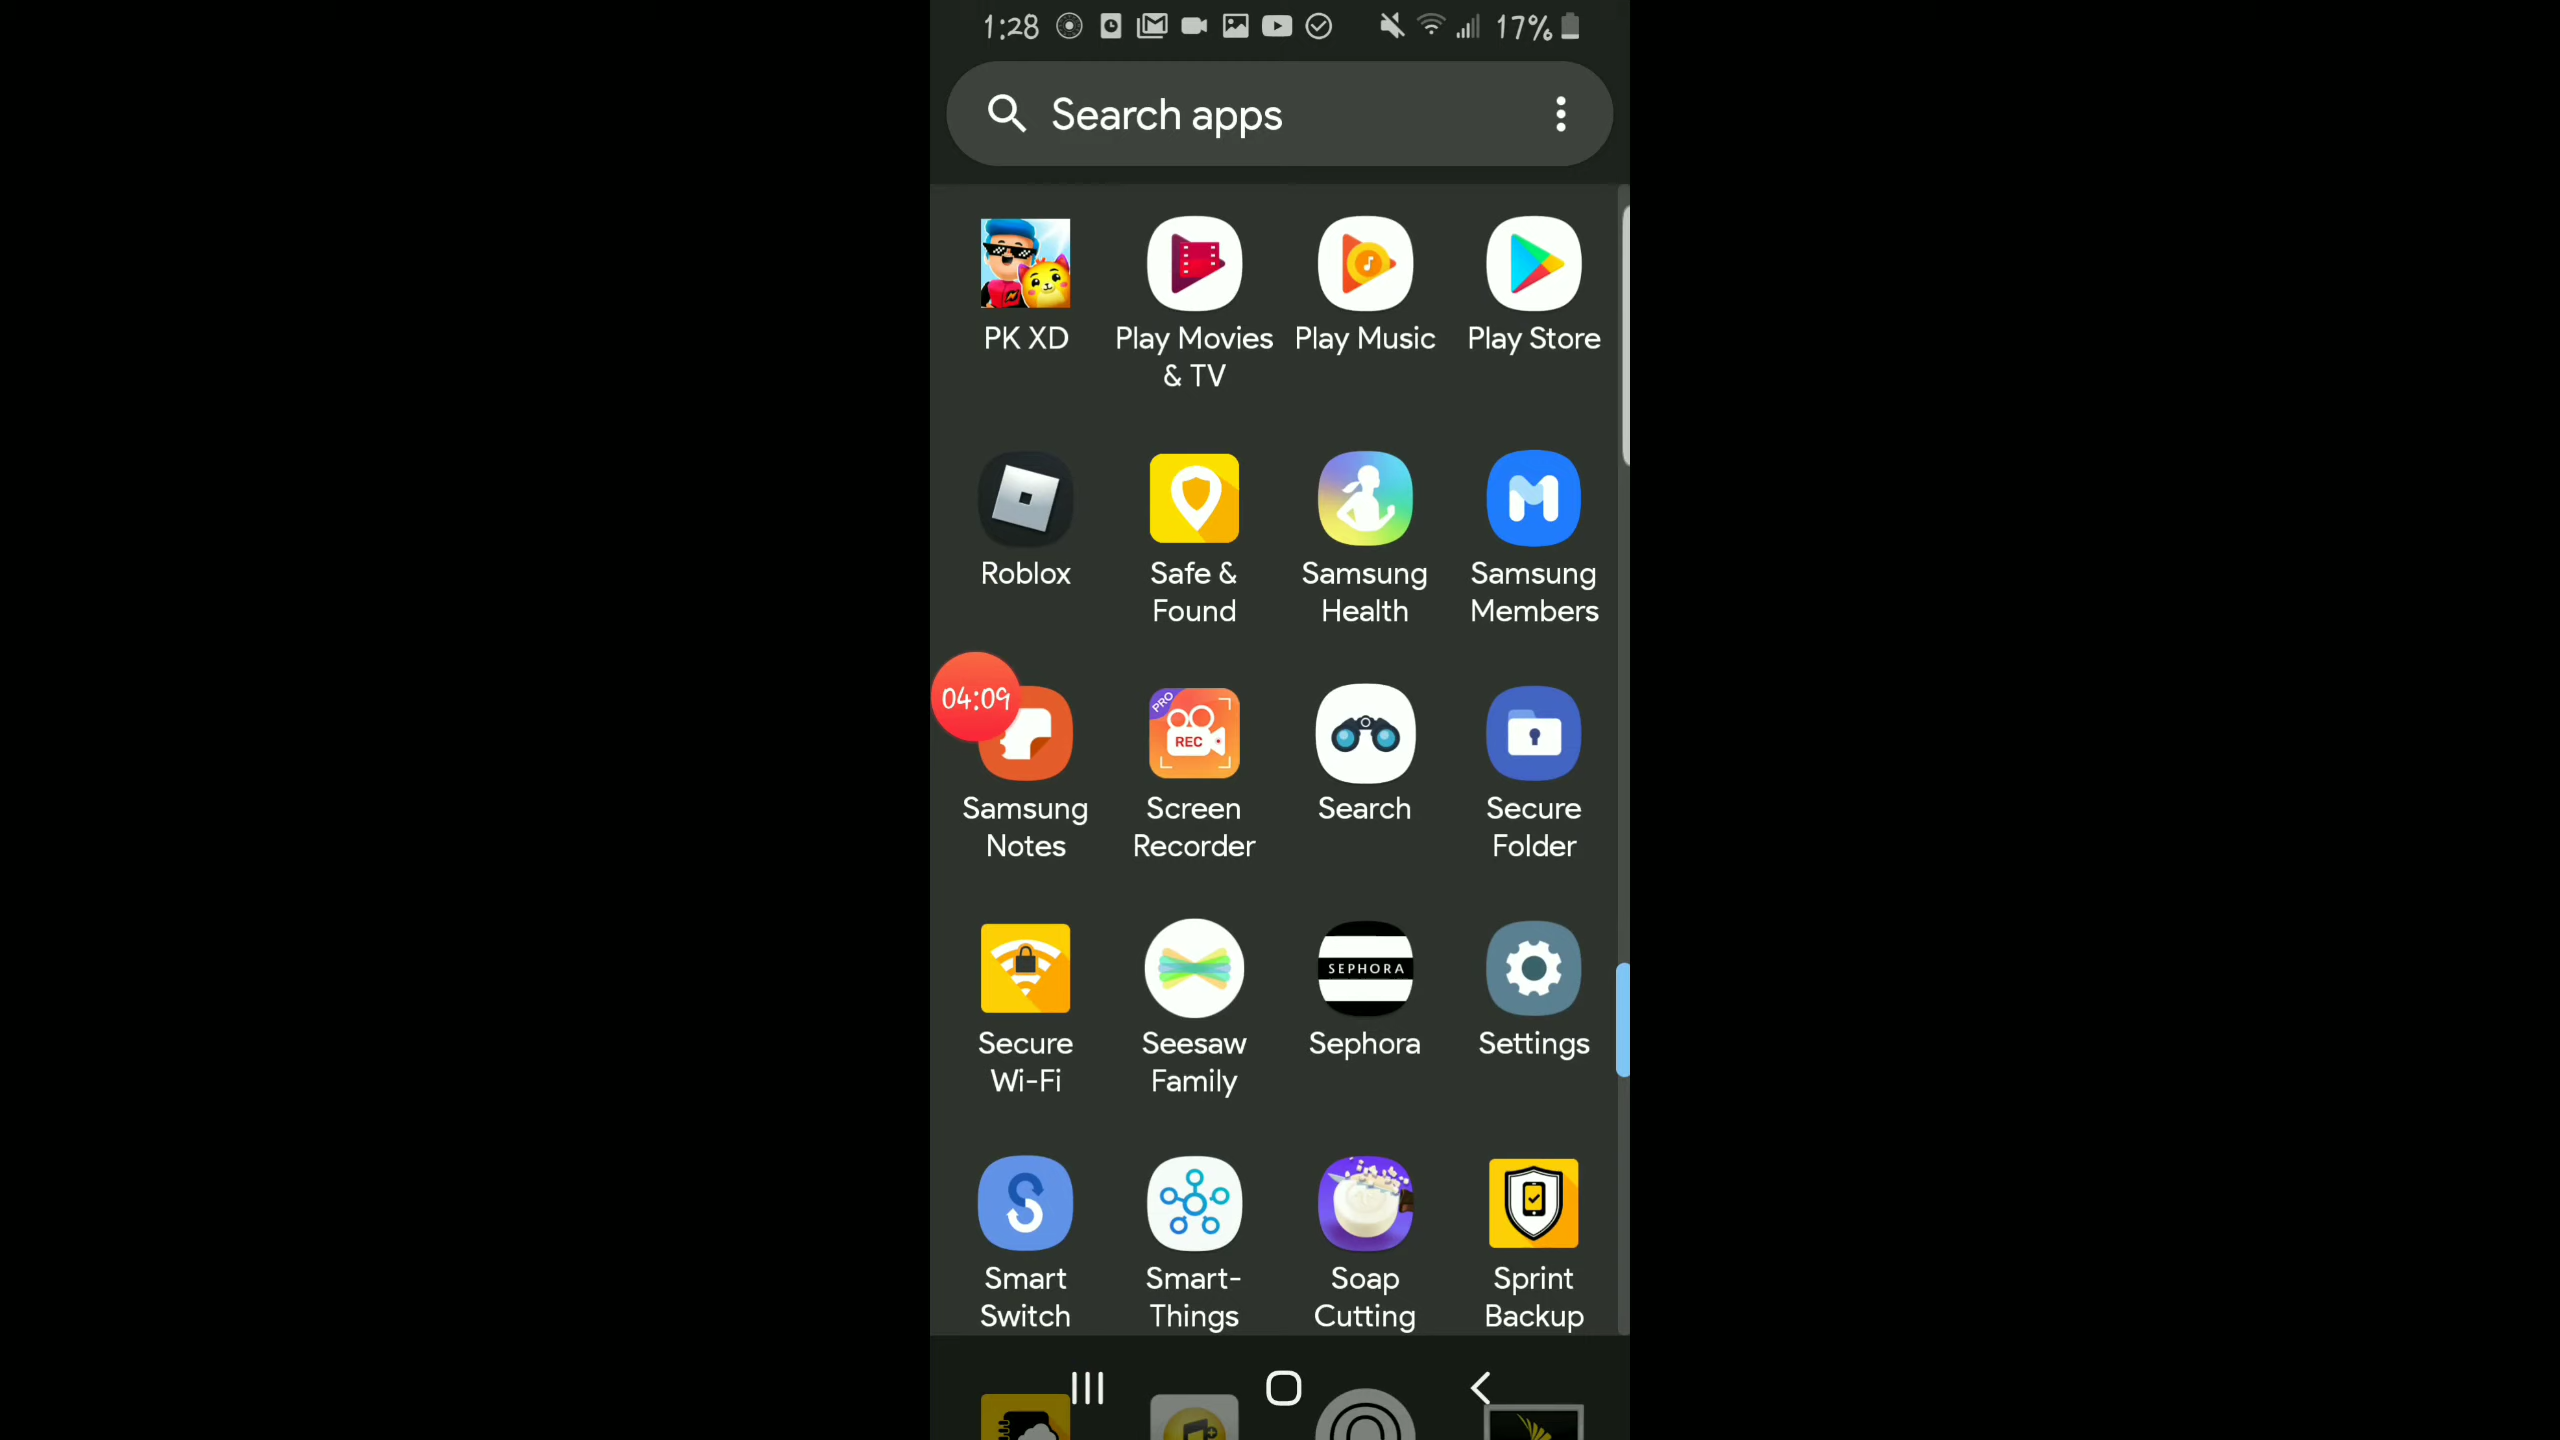 1:28
17%
Search apps
PK XD
Play Movies & TV
Play Music
Play Store
Roblox
Safe & Found
Samsung Health
Samsung Members
04:09
PRO
REC
Samsung Notes
Screen Recorder
Search
Secure Folder
SEPHORA
Secure Wi-Fi
Seesaw Family
Sephora
Settings
Smart Switch
Smart-Things
Soap Cutting
Sprint Backup